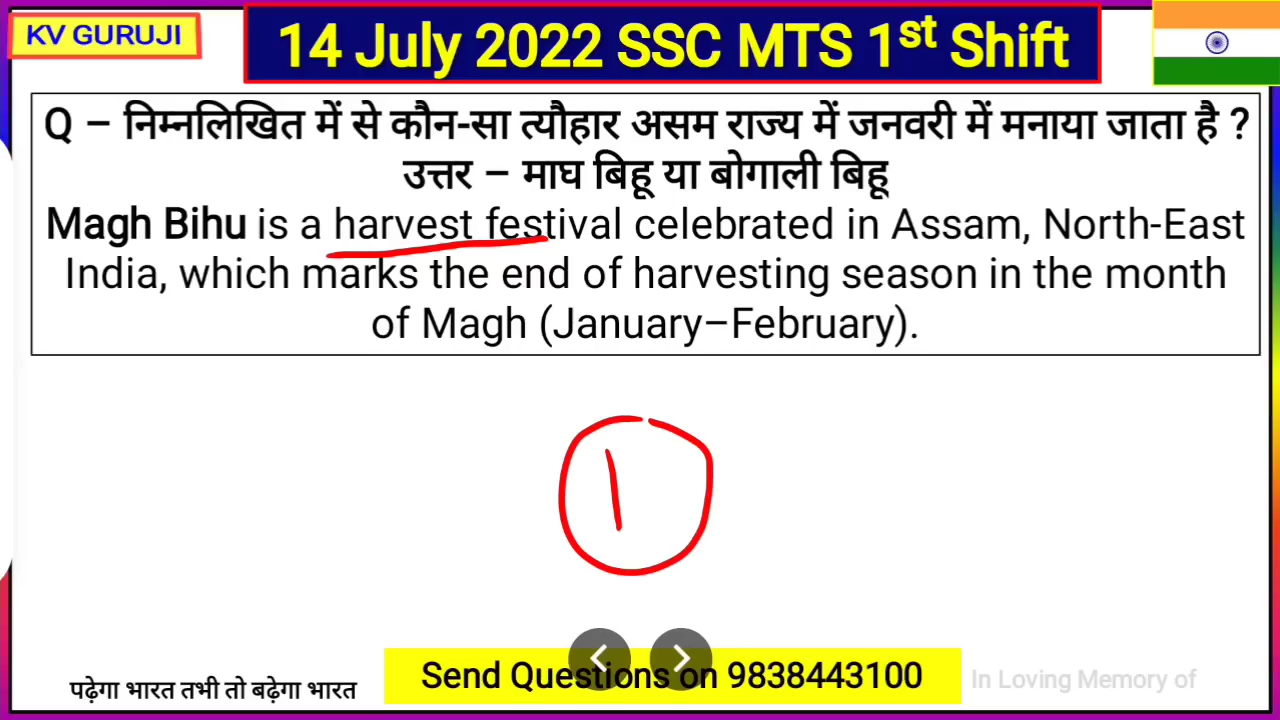 KV GURUJI
14 July 2022 SSC MTS 1st Shift
Q – निम्नलिखित में से कौन-सा त्यौहार असम राज्य में जनवरी में मनाया जाता है ?
उत्तर – माघ बिहू या बोगाली बिहू
Magh Bihu is a harvest festival celebrated in Assam, North-East
India, which marks the end of harvesting season in the month
of Magh (January–February).
1
पढ़ेगा भारत तभी तो बढ़ेगा भारत
Send Questions on 9838443100
In Loving Memory of